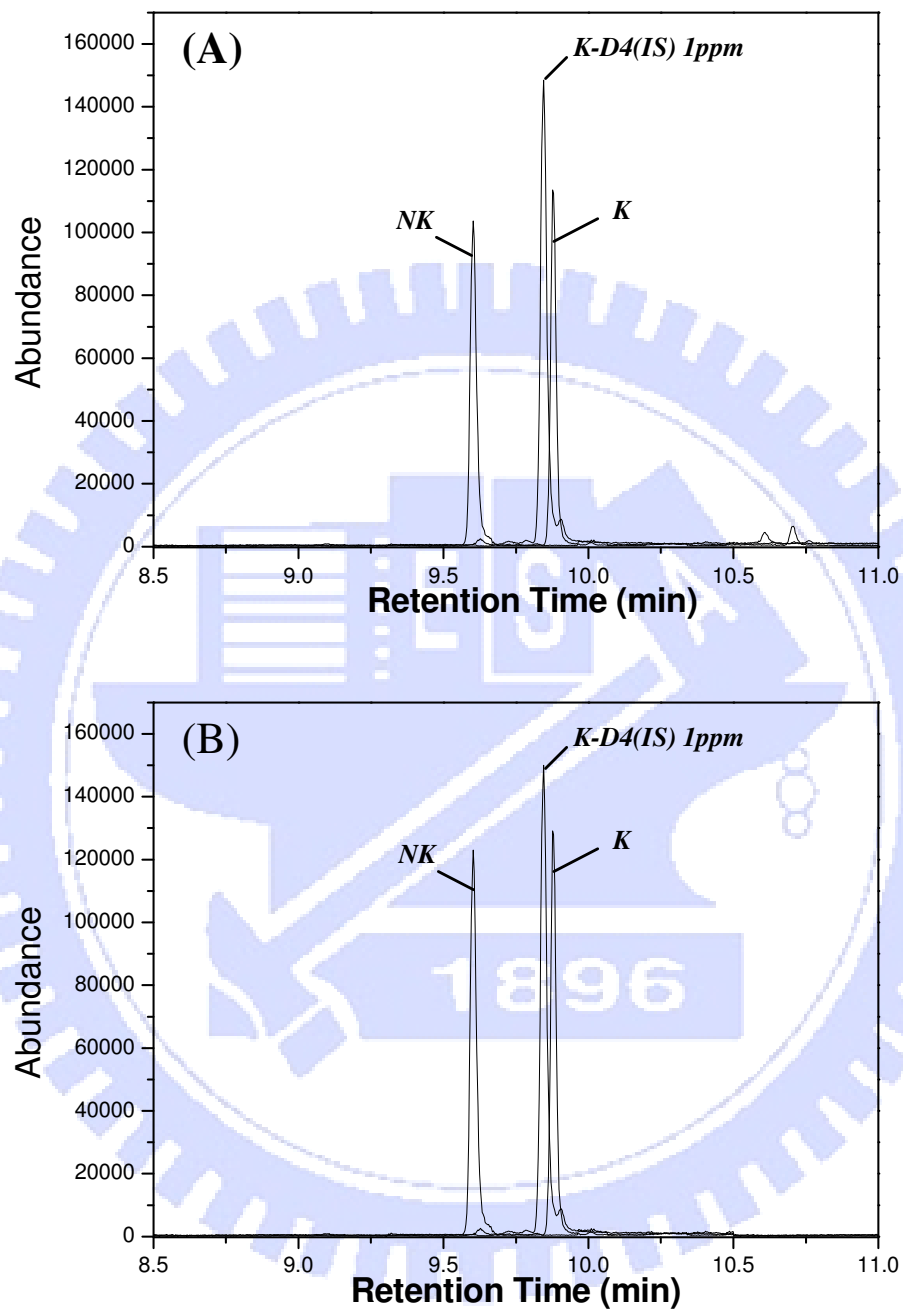 (A)
K-D4(IS) 1ppm
NK
K
160000
140000
120000
100000
80000
60000
40000
20000
0
Abundance
8.5 9.0 9.5 10.0 10.5 11.0
Retention Time (min)
E S A
(B)
K-D4(IS) 1ppm
NK
K
160000
140000
120000
100000
80000
60000
40000
20000
0
Abundance
1896
8.5 9.0 9.5 10.0 10.5 11.0
Retention Time (min)